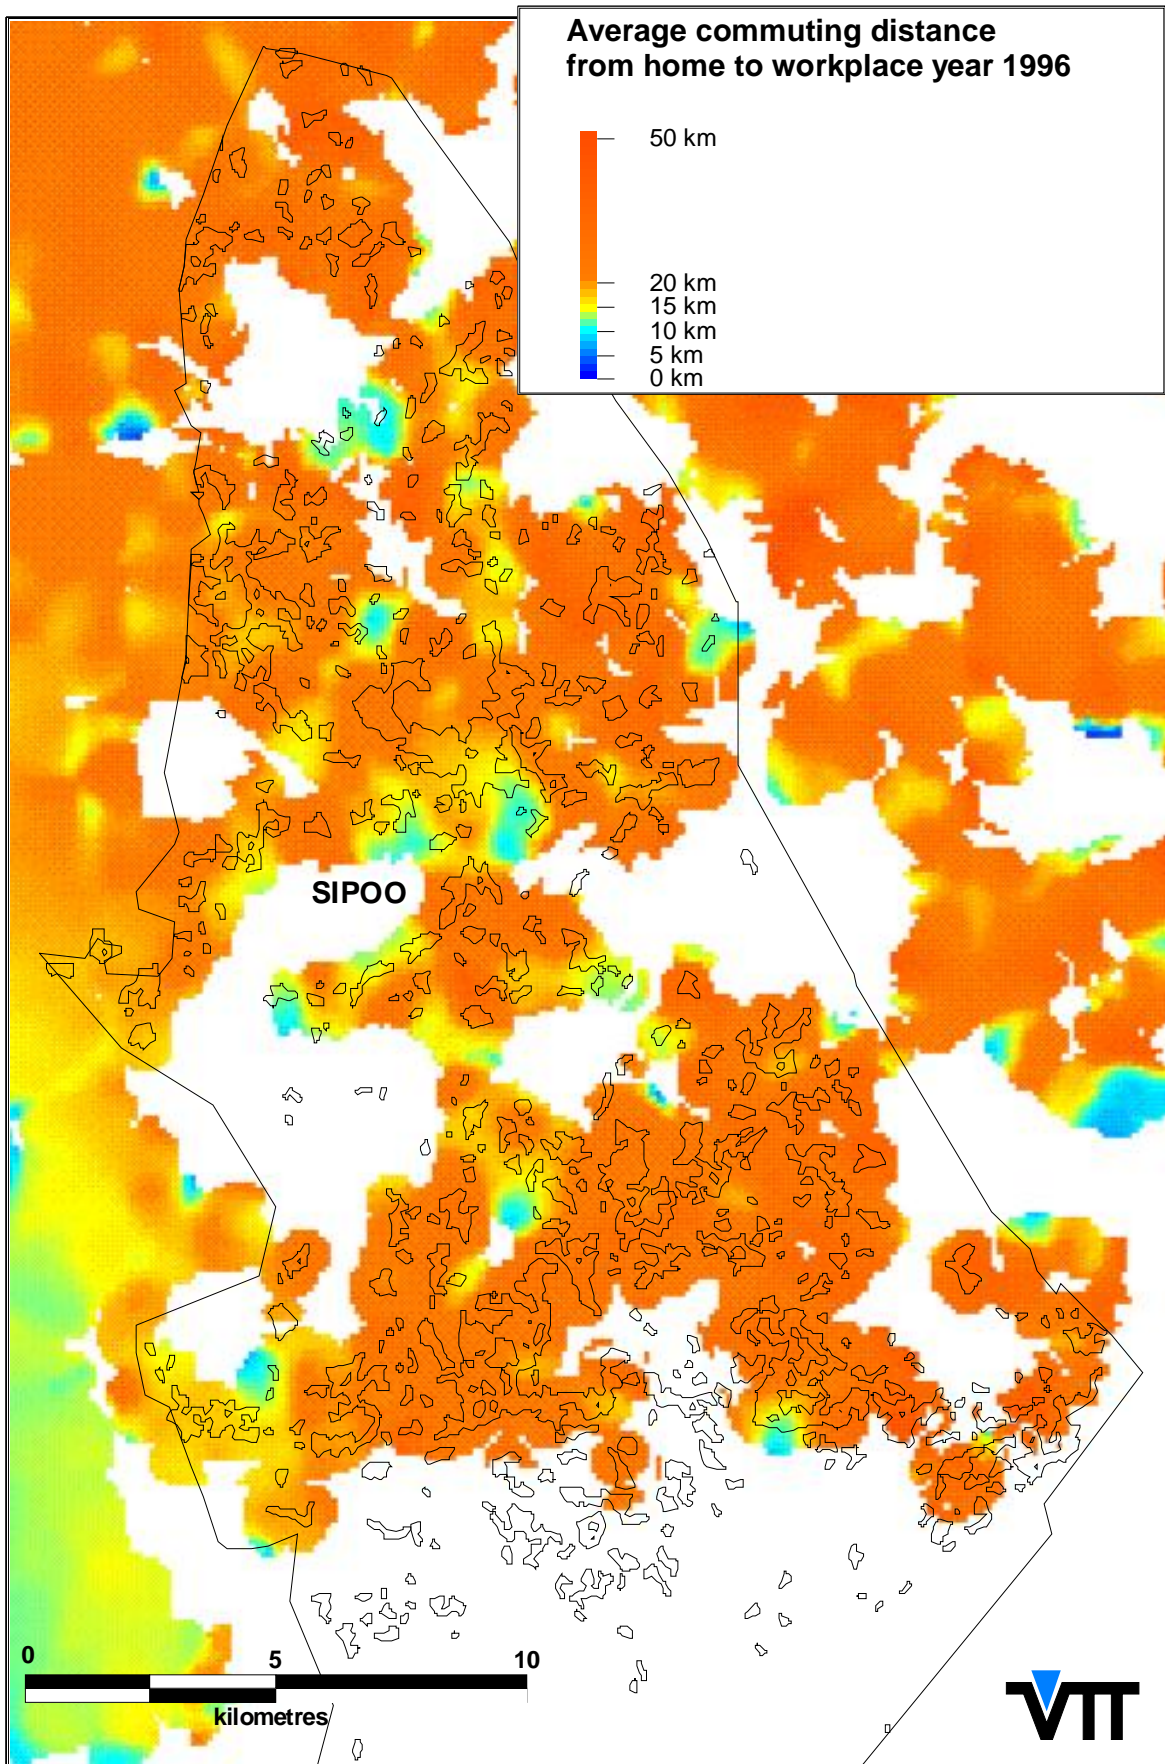 Average commuting distance
from home to workplace year 1996
50 km
20 km
15 km
10 km
5 km
0 km
SIPOO
0 5 10
kilometres
VTT